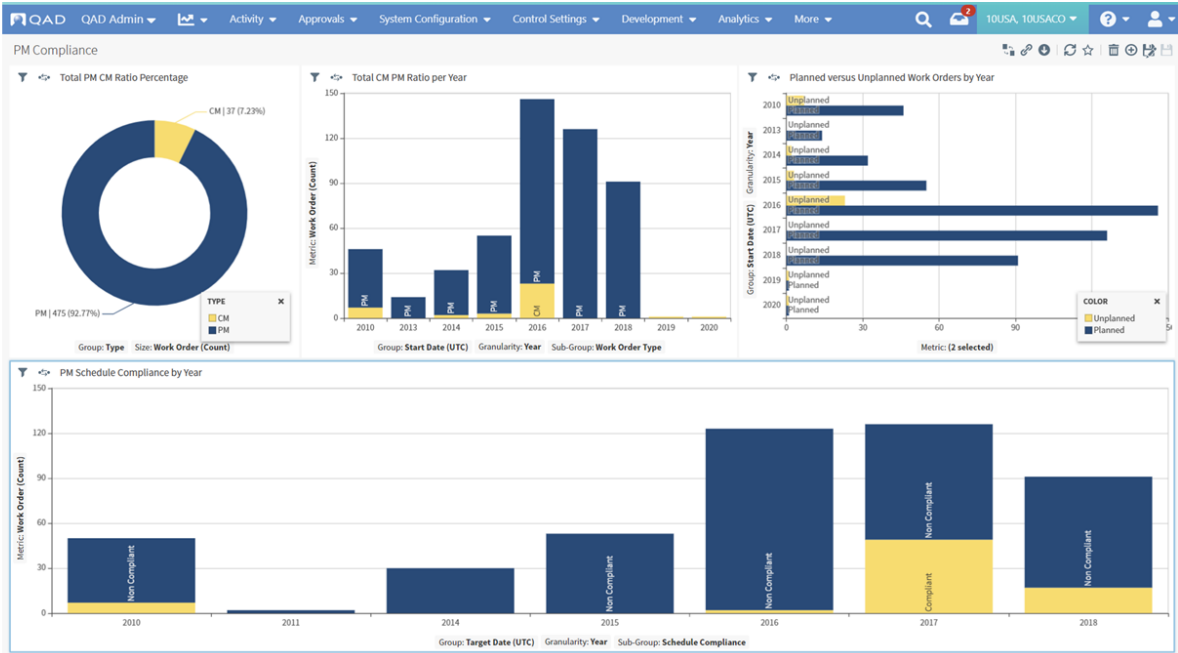 QAD QAD Admin Activity Approvals System Configuration Control Settings Development Analytics More 2 10USA, 10USACO ?
PM Compliance
Total PM CM Ratio Percentage
CM | 37 (7.23%)
PM | 475 (92.77%)
TYPE ×
CM
PM
Group: Type Size: Work Order (Count)
Total CM PM Ratio per Year
Metric: Work Order (Count)
150
120
90
60
30
0
PM
PM
PM
PM
PM
CM
PM
PM
2010 2013 2014 2015 2016 2017 2018 2019 2020
Group: Start Date (UTC) Granularity: Year Sub-Group: Work Order Type
Planned versus Unplanned Work Orders by Year
Group: Start Date (UTC) Granularity: Year
2010 Unplanned
Planned
2013 Unplanned
Planned
2014 Unplanned
Planned
2015 Unplanned
Planned
2016 Unplanned
Planned
2017 Unplanned
Planned
2018 Unplanned
Planned
2019 Unplanned
Planned
2020 Unplanned
Planned
0 30 60 90
COLOR ×
Unplanned
Planned
Metric: (2 selected)
PM Schedule Compliance by Year
Metric: Work Order (Count)
150
120
90
60
30
0
Non Compliant
Non Compliant
Non Compliant
Non Compliant
Compliant
Non Compliant
2010 2011 2014 2015 2016 2017 2018
Group: Target Date (UTC) Granularity: Year Sub-Group: Schedule Compliance